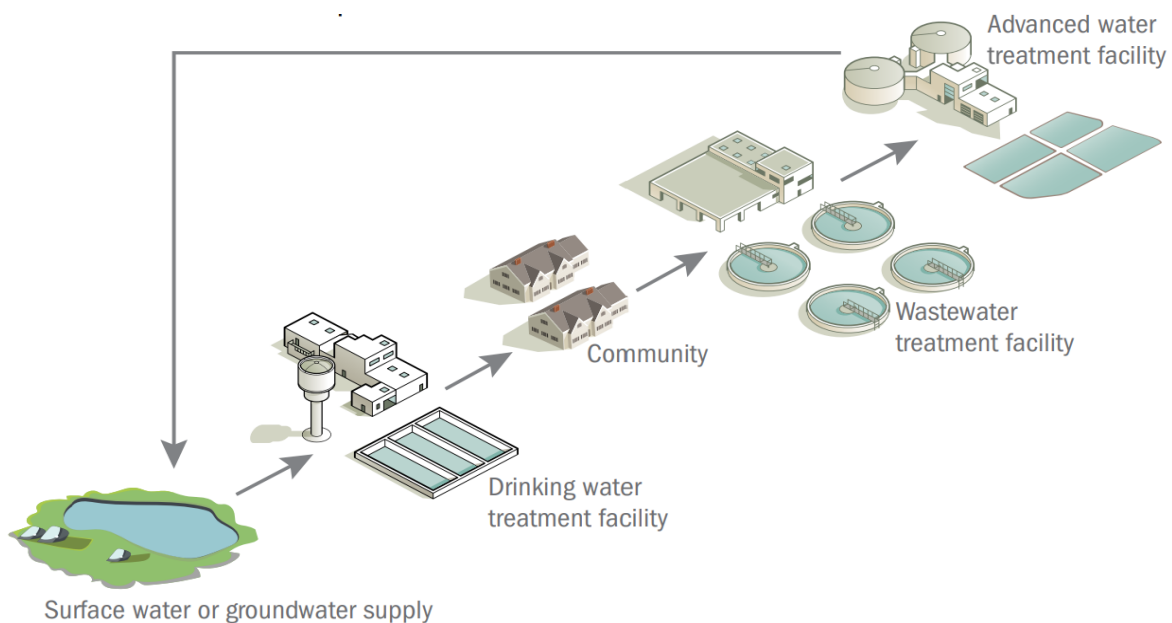 Advanced water
treatment facility
Wastewater
treatment facility
Community
Drinking water
treatment facility
Surface water or groundwater supply